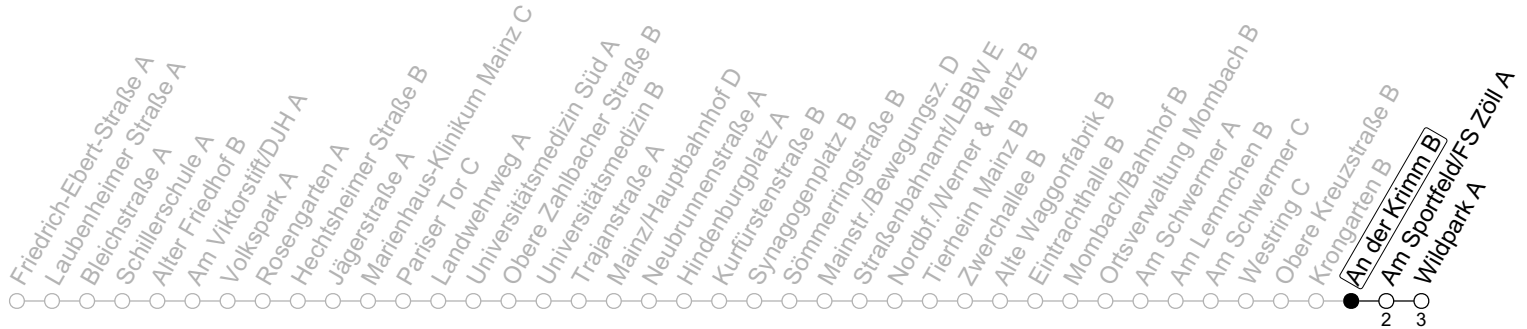 Friedrich-Ebert-Straße A
Laubenheimer Straße A
Bleichstraße A
Schillerschule A
Alter Friedhof B
Am Viktorstift/DJH A
Volkspark A
Rosengarten A
Hechtsheimer Straße B
Jägerstraße A
Marienhaus-Klinikum Mainz C
Pariser Tor C
Landwehrweg A
Universitätsmedizin Süd A
Obere Zahlbacher Straße B
Universitätsmedizin B
Trajanstraße A
Mainz/Hauptbahnhof D
Neubrunnenstraße A
Hindenburgplatz A
Kurfürstenstraße B
Synagogenplatz B
Sömmerringstraße B
Mainstr./Bewegungsz. D
Straßenbahnamt/LBBW E
Nordbf./Werner & Mertz B
Tierheim Mainz B
Zwerchallee B
Alte Waggonfabrik B
Eintrachthalle B
Mombach/Bahnhof B
Ortsverwaltung Mombach B
Am Schwermer A
Am Lemmchen B
Am Schwermer C
Westring C
Obere Kreuzstraße B
Krongarten B
An der Krimm B
Am Sportfeld/FS Zöll A
Wildpark A
2 3